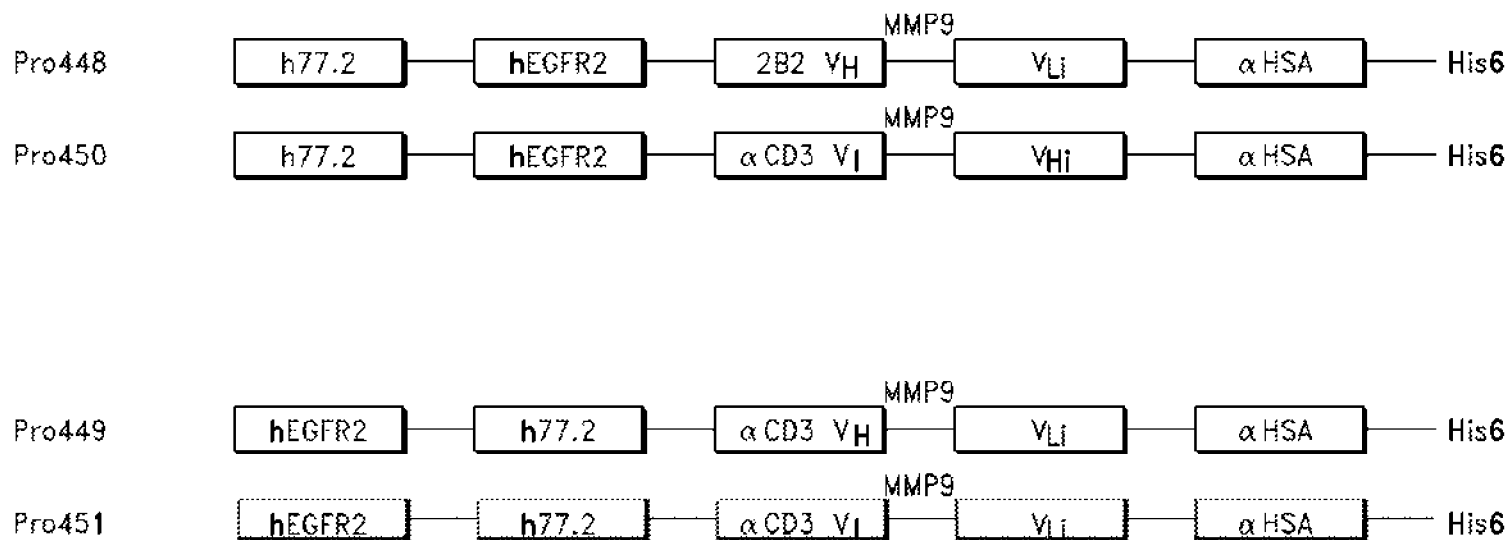 MMP9
Pro448 h77.2 hEGFR2 2B2 VH VLi αHSA His6
MMP9
Pro450 h77.2 hEGFR2 αCD3 Vl VHi αHSA His6
MMP9
Pro449 hEGFR2 h77.2 αCD3 VH VLi αHSA His6
MMP9
Pro451 hEGFR2 h77.2 αCD3 Vl VLi αHSA His6